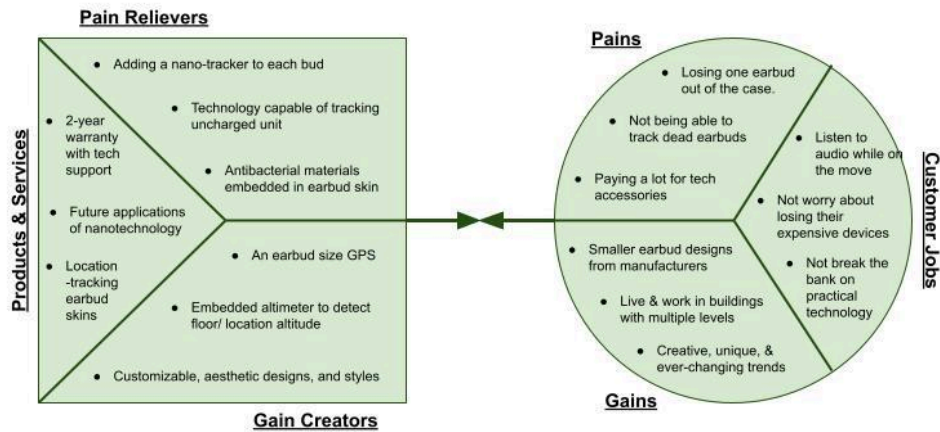 Pain Relievers
Adding a nano-tracker to each bud
Technology capable of tracking
uncharged unit
Antibacterial materials
embedded in earbud skin
Products & Services
2-year
warranty
with tech
support
Future applications
of nanotechnology
Location
-tracking
earbud
skins
An earbud size GPS
Embedded altimeter to detect
floor/ location altitude
Customizable, aesthetic designs, and styles
Gain Creators
Pains
Losing one earbud
out of the case.
Not being able to
track dead earbuds
Paying a lot for tech
accessories
Listen to
audio while on
the move
Not worry about
losing their
expensive devices
Not break the
bank on
practical
technology
Customer Jobs
Smaller earbud designs
from manufacturers
Live & work in buildings
with multiple levels
Creative, unique, &
ever-changing trends
Gains